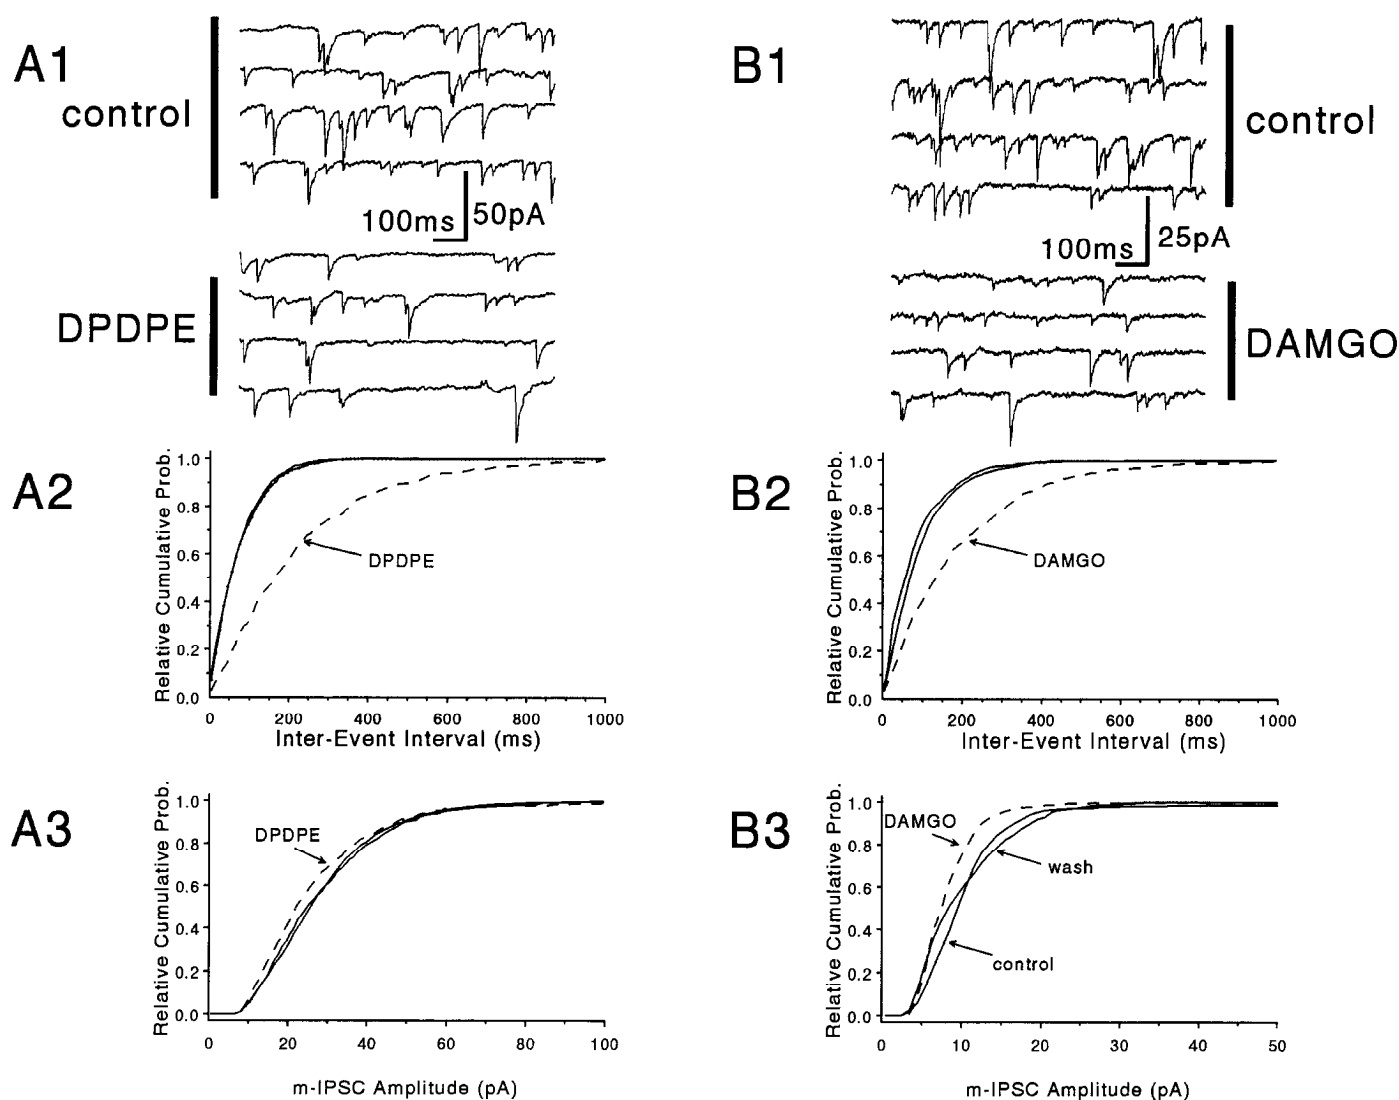 A1
control
100ms
50pA
DPDPE
A2
Relative Cumulative Prob.
1.0
0.8
0.6
0.4
0.2
0.0
DPDPE
0 200 400 600 800 1000
Inter-Event Interval (ms)
A3
Relative Cumulative Prob.
1.0
0.8
0.6
0.4
0.2
0.0
DPDPE
0 20 40 60 80 100
m-IPSC Amplitude (pA)
B1
control
100ms
25pA
DAMGO
B2
Relative Cumulative Prob.
1.0
0.8
0.6
0.4
0.2
0.0
DAMGO
0 200 400 600 800 1000
Inter-Event Interval (ms)
B3
Relative Cumulative Prob.
1.0
0.8
0.6
0.4
0.2
0.0
DAMGO
wash
control
0 10 20 30 40 50
m-IPSC Amplitude (pA)